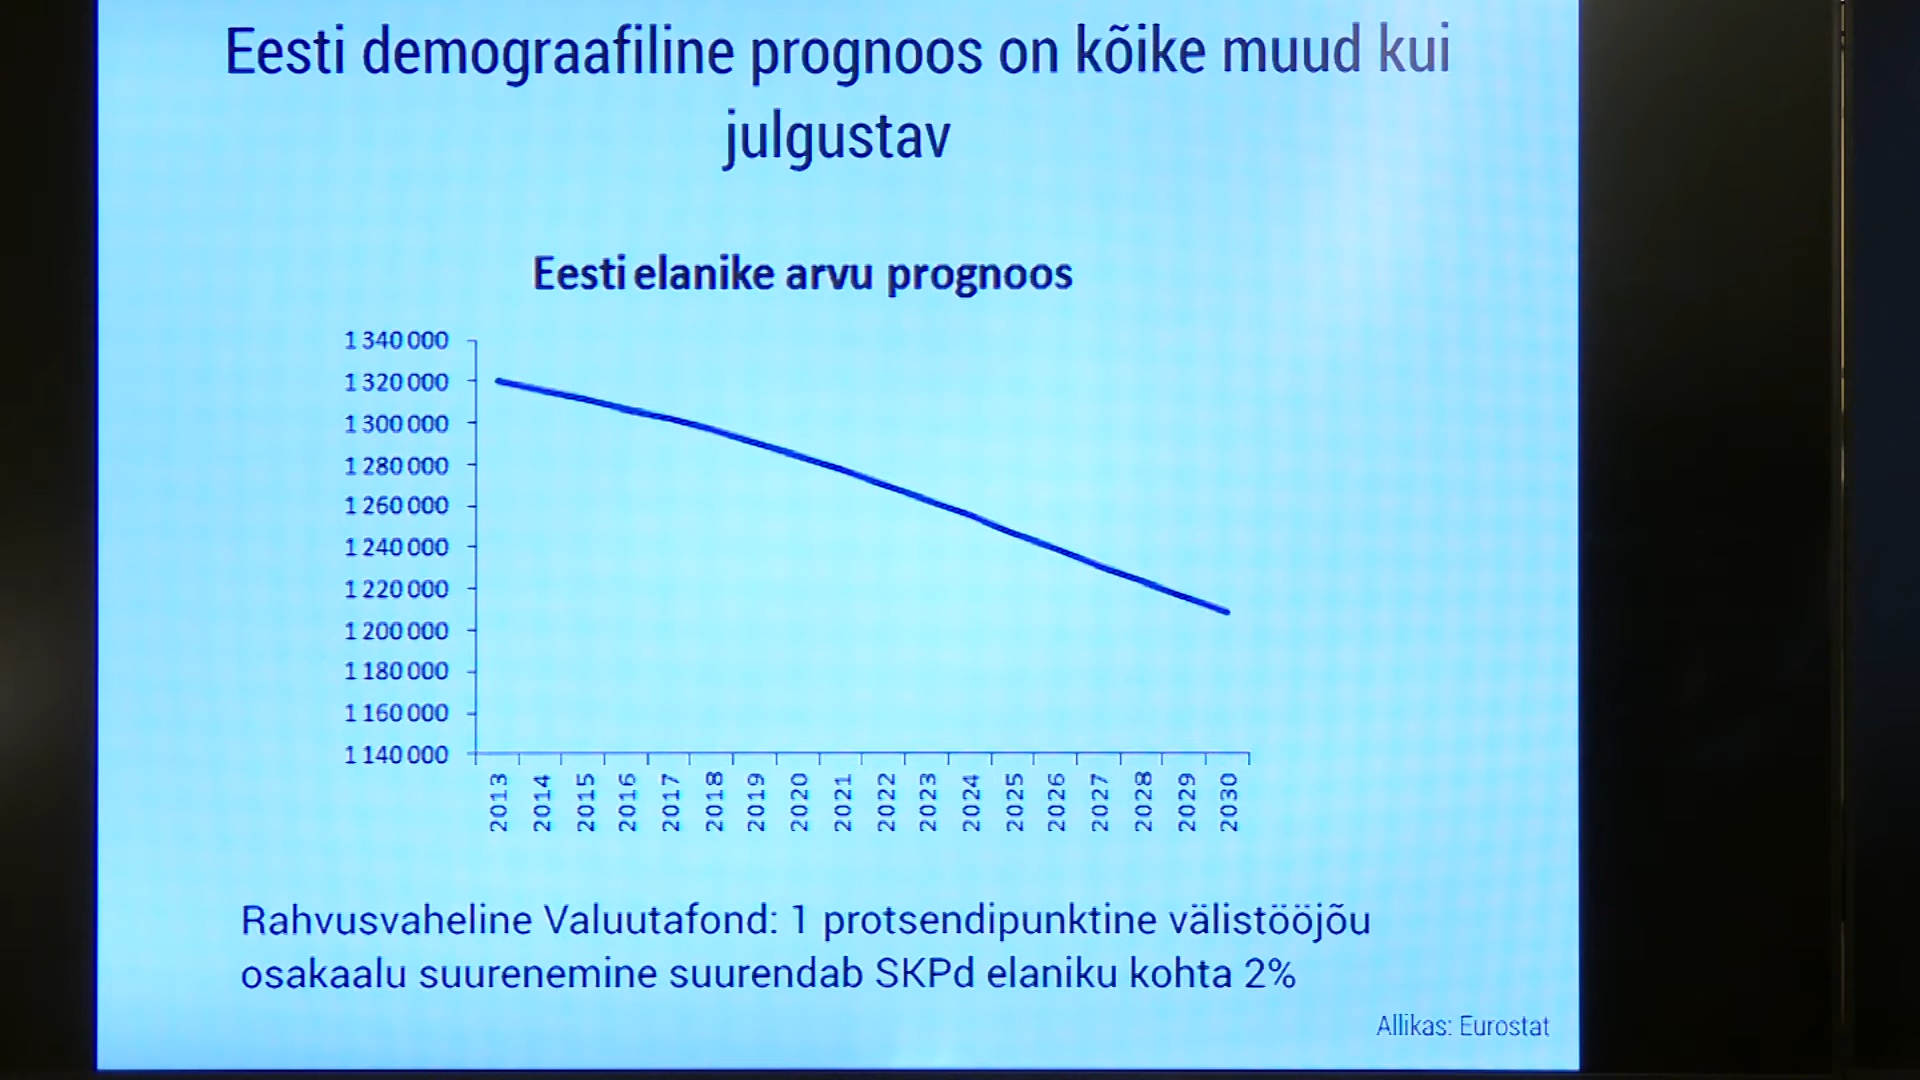 Eesti demograafiline prognoos on kõike muud kui
julgustav
Eesti elanike arvu prognoos
1 340 000
1 320 000
1 300 000
1 280 000
1 260 000
1 240 000
1 220 000
1 200 000
1 180 000
1 160 000
1 140 000
2013 2014 2015 2016 2017 2018 2019 2020 2021 2022 2023 2024 2025 2026 2027 2028 2029 2030
Rahvusvaheline Valuutafond: 1 protsendipunktine välistööjõu
osakaalu suurenemine suurendab SKPd elaniku kohta 2%
Allikas: Eurostat